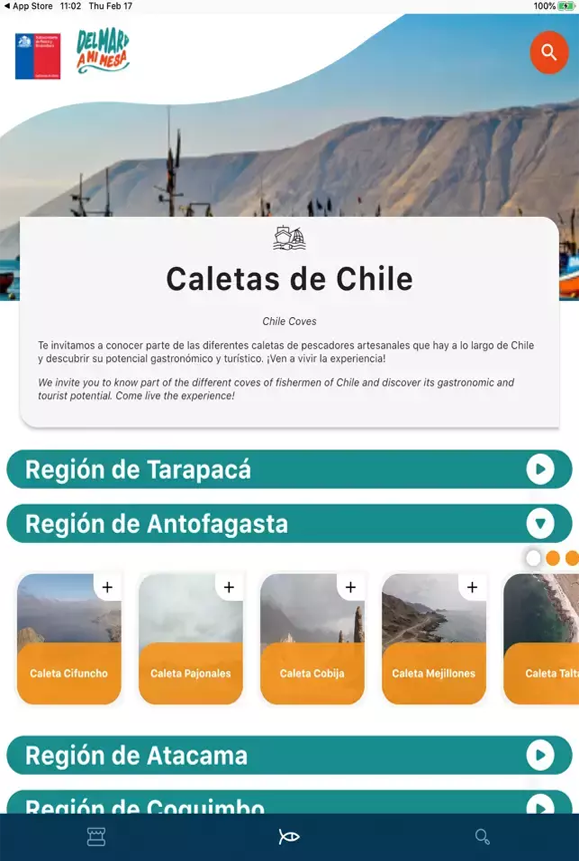 ◀ App Store 11:02 Thu Feb 17 100%
DEL MAR
A MI MESA
Caletas de Chile
Chile Coves
Te invitamos a conocer parte de las diferentes caletas de pescadores artesanales que hay a lo largo de Chile
y descubrir su potencial gastronómico y turístico. ¡Ven a vivir la experiencia!
We invite you to know part of the different coves of fishermen of Chile and discover its gastronomic and
tourist potential. Come live the experience!
Región de Tarapacá
Región de Antofagasta
+ + + +
Caleta Cifuncho Caleta Pajonales Caleta Cobija Caleta Mejillones Caleta Talt
Región de Atacama
Región de Coquimbo